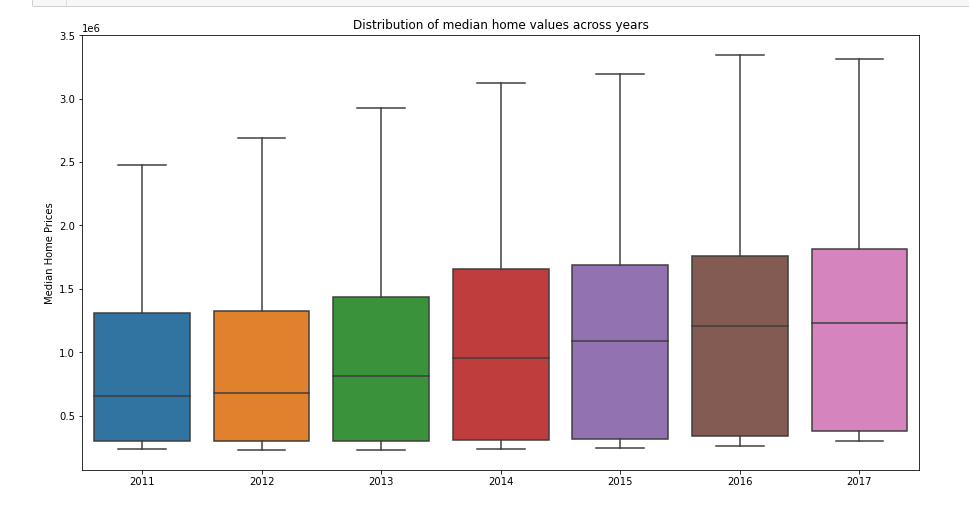 Distribution of median home values across years
1e6
3.5
3.0
2.5
2.0
1.5
1.0
0.5
Median Home Prices
2011 2012 2013 2014 2015 2016 2017